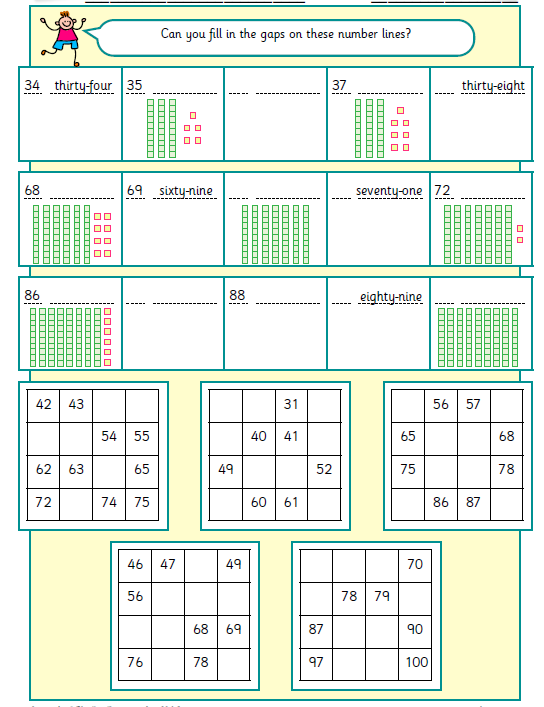 Can you fill in the gaps on these number lines?
34 thirty-four 35 37 thirty-eight
68 69 sixty-nine seventy-one 72
86 88 eighty-nine
42 43 31 56 57
54 55 40 41 65 68
62 63 65 49 52 75 78
72 74 75 60 61 86 87
46 47 49 70
56 78 79
68 69 87 90
76 78 97 100